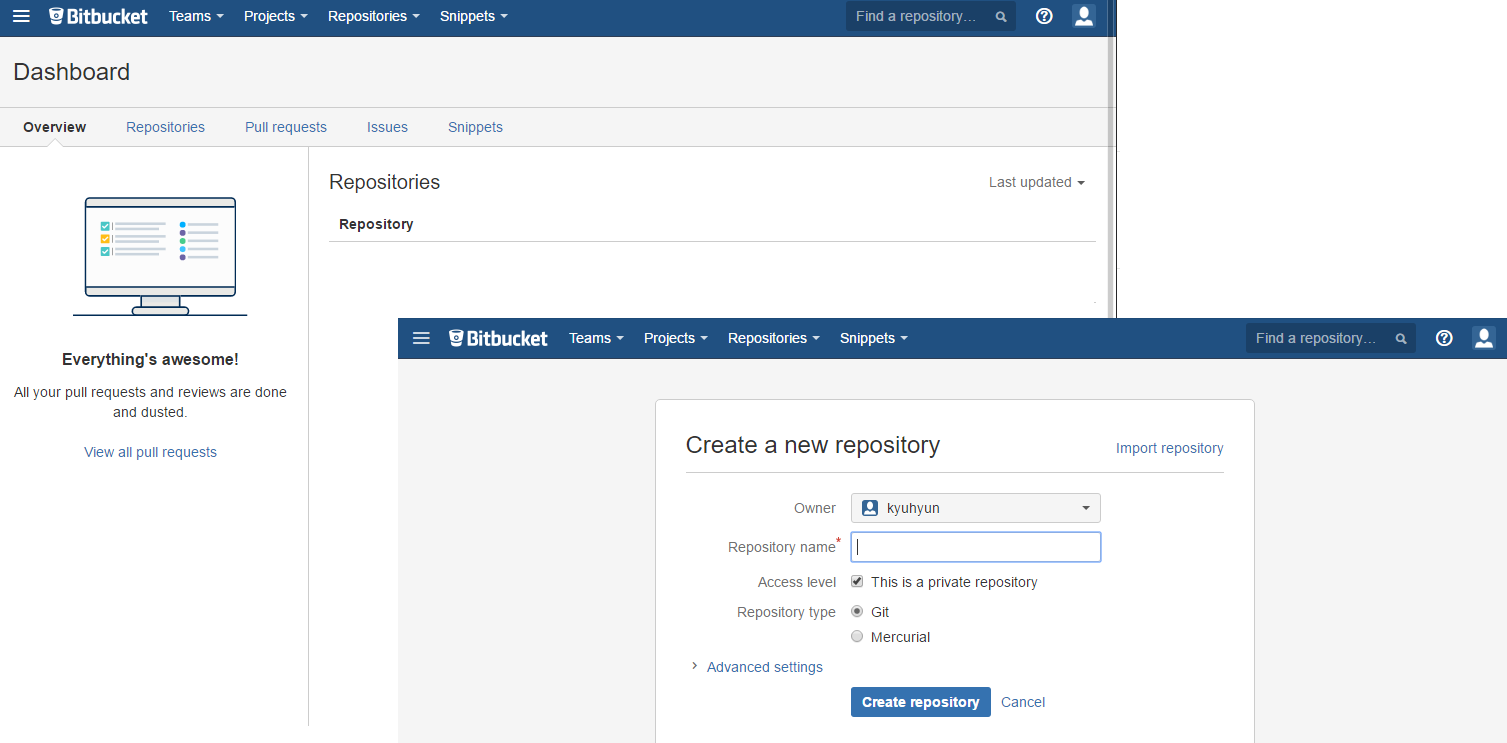 Bitbucket Teams Projects Repositories Snippets Find a repository...
Dashboard
Overview Repositories Pull requests Issues Snippets
Repositories Last updated
Repository
Everything's awesome!
All your pull requests and reviews are done
and dusted.
View all pull requests
Bitbucket Teams Projects Repositories Snippets Find a repository...
Create a new repository Import repository
Owner kyuhyun
Repository name*
Access level This is a private repository
Repository type Git
Mercurial
Advanced settings
Create repository Cancel